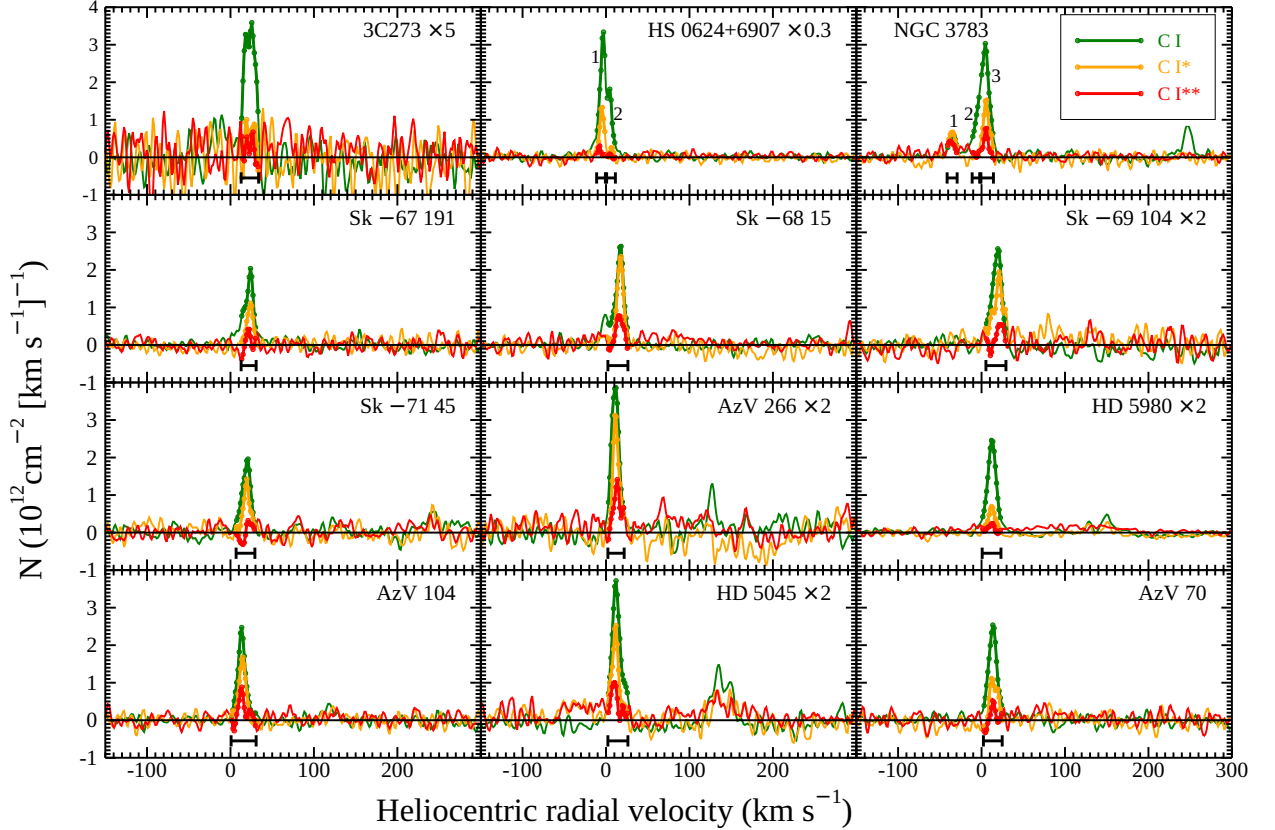 4
3
2
1
0
-1
3C273 ×5
HS 0624+6907 ×0.3
1
2
NGC 3783
1
2
3
C I
C I*
C I**
3
2
1
0
-1
Sk −67 191
Sk −68 15
Sk −69 104 ×2
3
2
1
0
-1
Sk −71 45
AzV 266 ×2
HD 5980 ×2
3
2
1
0
-1
AzV 104
HD 5045 ×2
AzV 70
-100 0 100 200
-100 0 100 200
-100 0 100 200 300
N (10¹²cm⁻² [km s⁻¹]⁻¹)
Heliocentric radial velocity (km s⁻¹)